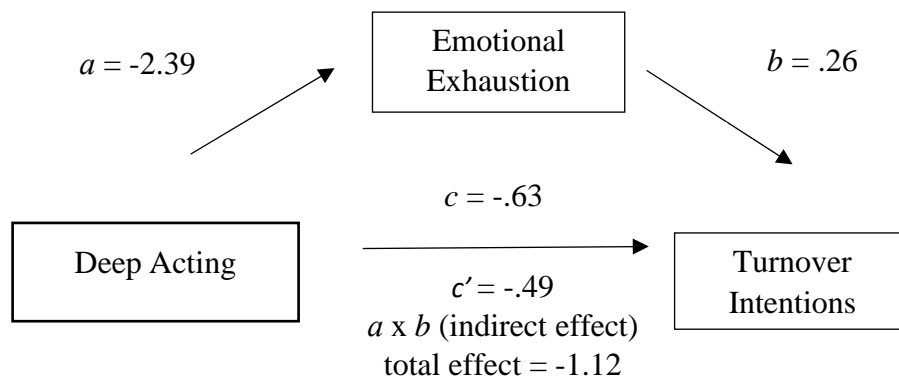 Emotional
Exhaustion
a = -2.39
b = .26
c = -.63
Deep Acting
Turnover
Intentions
c’ = -.49
a x b (indirect effect)
total effect = -1.12